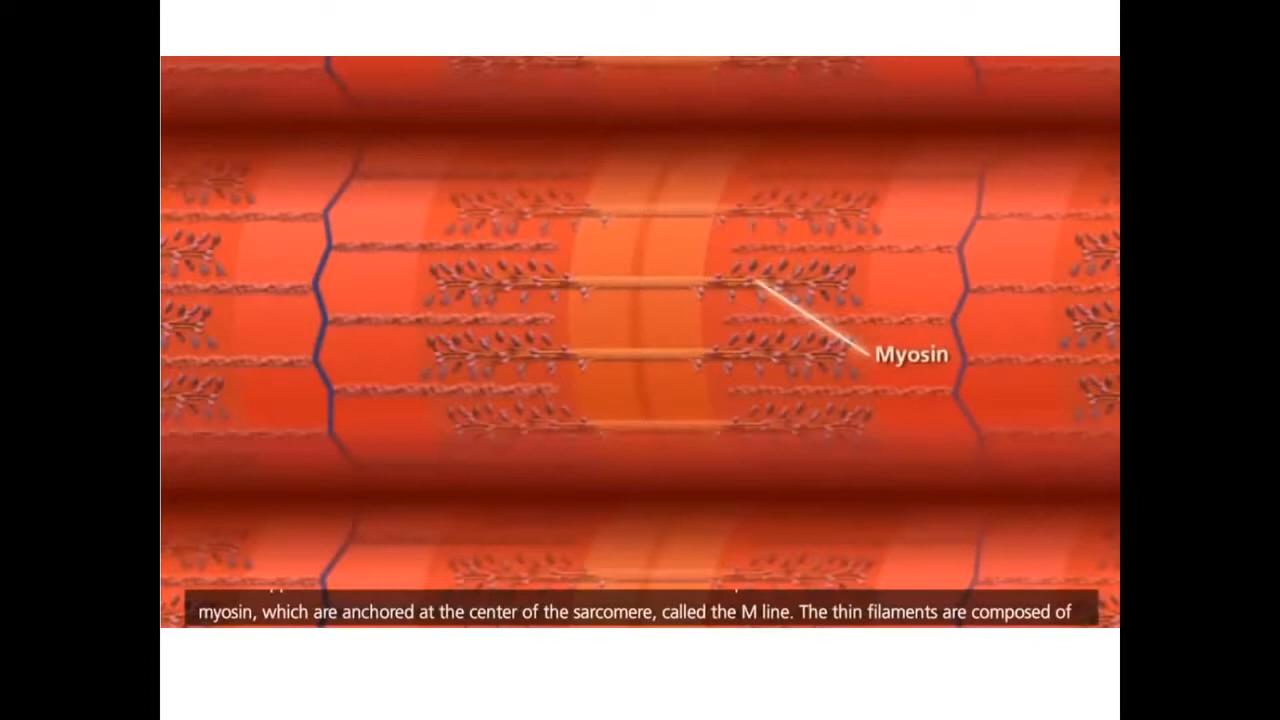 Myosin
myosin, which are anchored at the center of the sarcomere, called the M line. The thin filaments are composed of